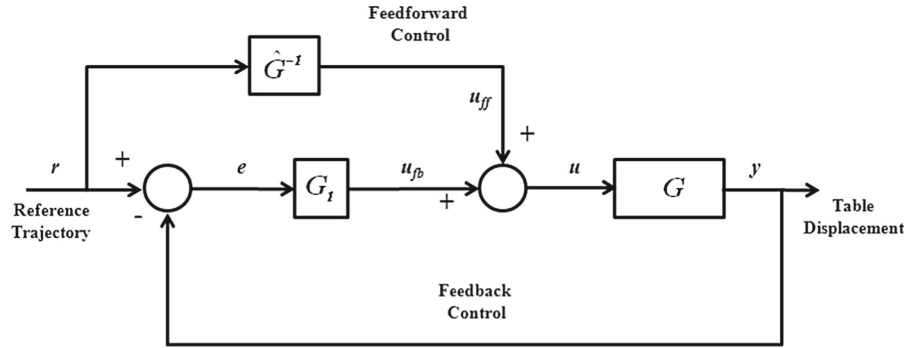 Feedforward
Control
Ĝ⁻¹
u_ff
+
r
+
e
G₁
u_fb
+
u
G
y
-
Reference
Trajectory
Table
Displacement
Feedback
Control